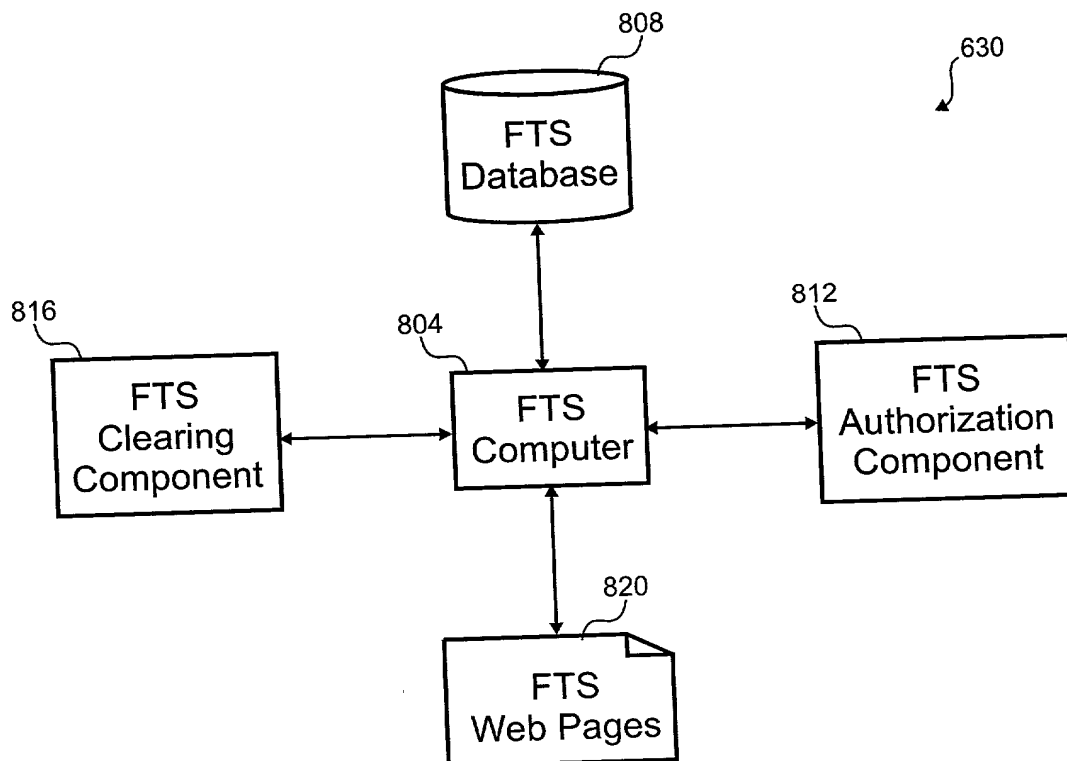 808
630
FTS
Database
816
804
812
FTS
Clearing
Component
FTS
Computer
FTS
Authorization
Component
820
FTS
Web Pages